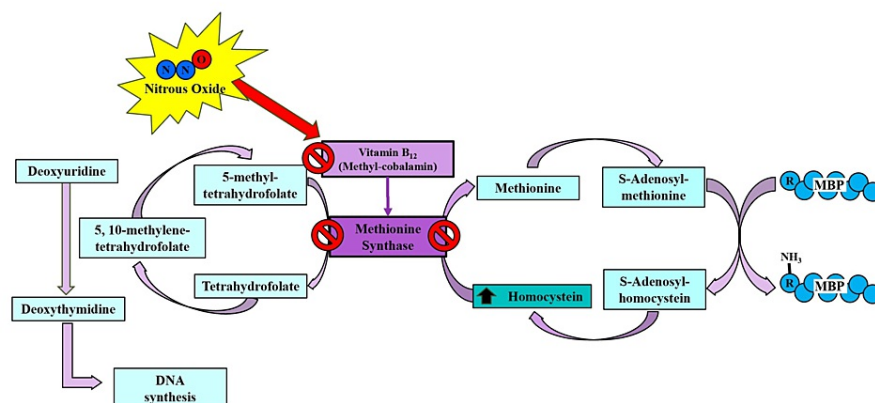 N N O
Nitrous Oxide
Vitamin B12
(Methyl-cobalamin)
Deoxyuridine
5-methyl-
tetrahydrofolate
Methionine
S-Adenosyl-
methionine
R MBP
5, 10-methylene-
tetrahydrofolate
Methionine
Synthase
NH3
R MBP
Tetrahydrofolate
Homocystein
S-Adenosyl-
homocystein
Deoxythymidine
DNA
synthesis